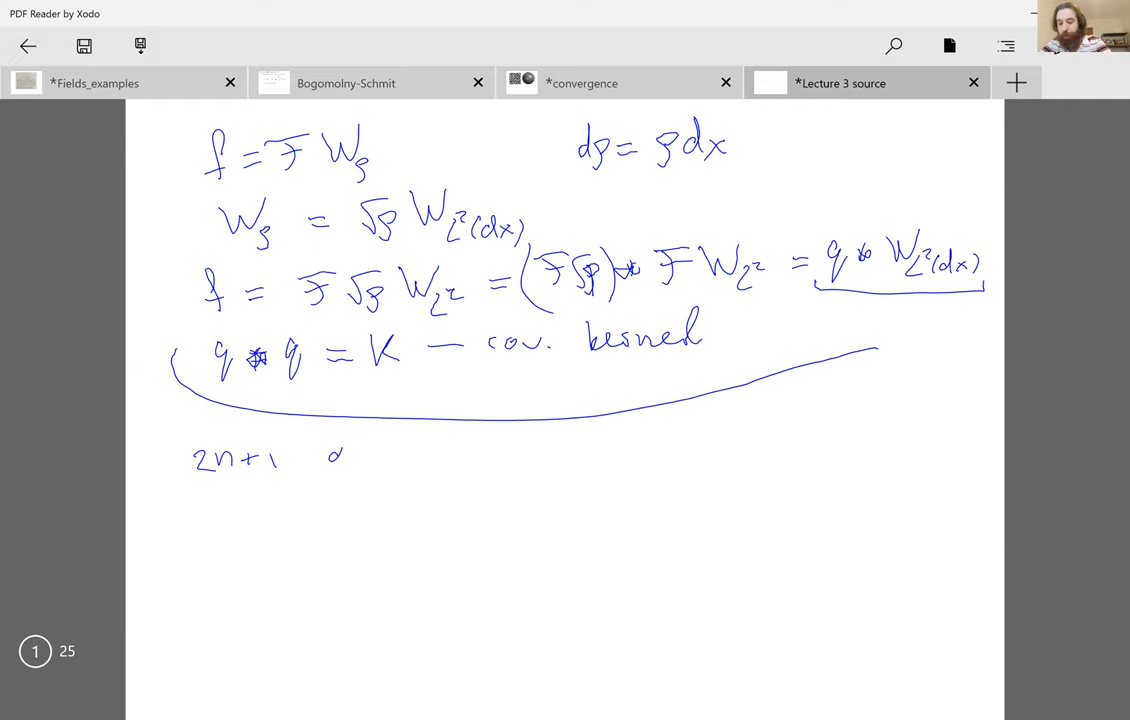 PDF Reader by Xodo
*Fields_examples
Bogomolny-Schmit
*convergence
*Lecture 3 source
f = F W_ρ dρ = ρdx
W_ρ = √ρ W_{L²(dx)}
f = F √ρ W_{L²} = (F√ρ) * F W_{L²} = q * W_{L²(dx)}
q * q = K — cov. kernel
2n+1
1 25